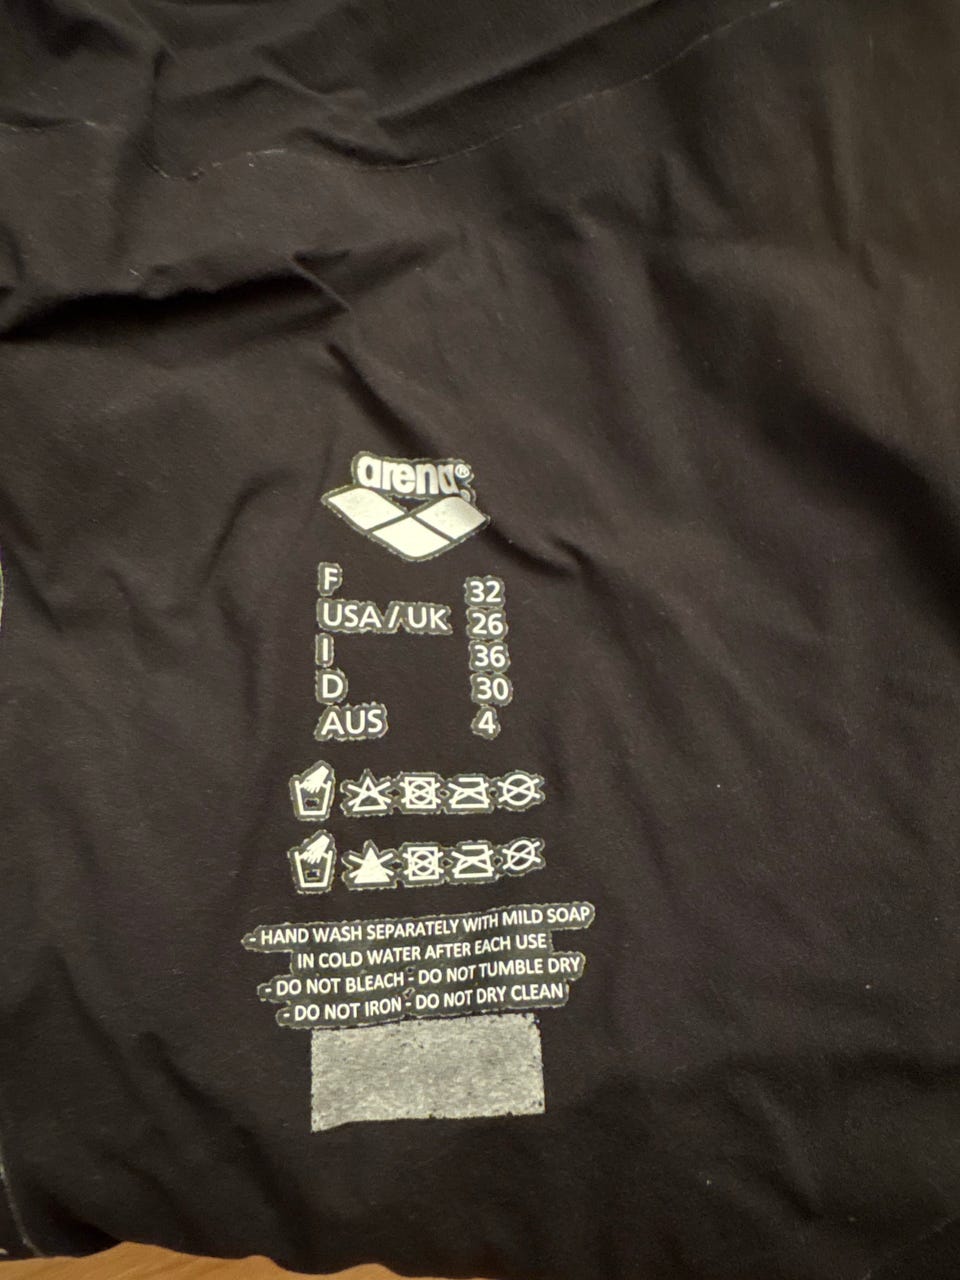 arena®
F 32
USA / UK 26
I 36
D 30
AUS 4
- HAND WASH SEPARATELY WITH MILD SOAP
IN COLD WATER AFTER EACH USE
- DO NOT BLEACH - DO NOT TUMBLE DRY
- DO NOT IRON - DO NOT DRY CLEAN